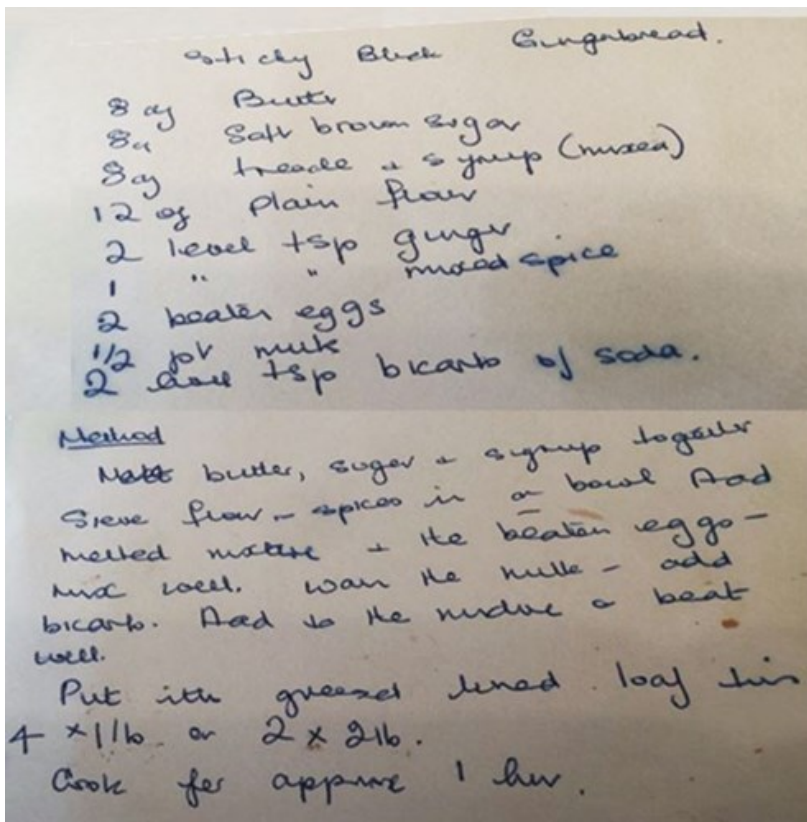 Sticky Black Gingerbread.
8 oz Butter
8 " Soft brown sugar
8 oz treacle + syrup (mixed)
12 oz Plain flour
2 level tsp ginger
1 " " mixed spice
2 beaten eggs
1/2 pt milk
2 level tsp bicarb of soda.
Method
Melt butter, sugar + syrup together
Sieve flour - spices in a bowl Add
melted mixture + the beaten eggs -
mix well. Warm the milk - add
bicarb. Add to the mixture & beat
well.
Put into greased lined loaf tins
4 x 1lb or 2 x 2lb.
Cook for approx 1 hour.